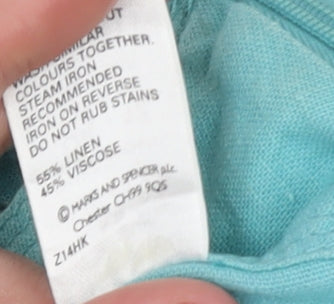 UT
WASH SIMILAR
COLOURS TOGETHER.
STEAM IRON
RECOMMENDED
IRON ON REVERSE
DO NOT RUB STAINS
55% LINEN
45% VISCOSE
© MARKS AND SPENCER plc
Chester CH99 9QS
Z14HK